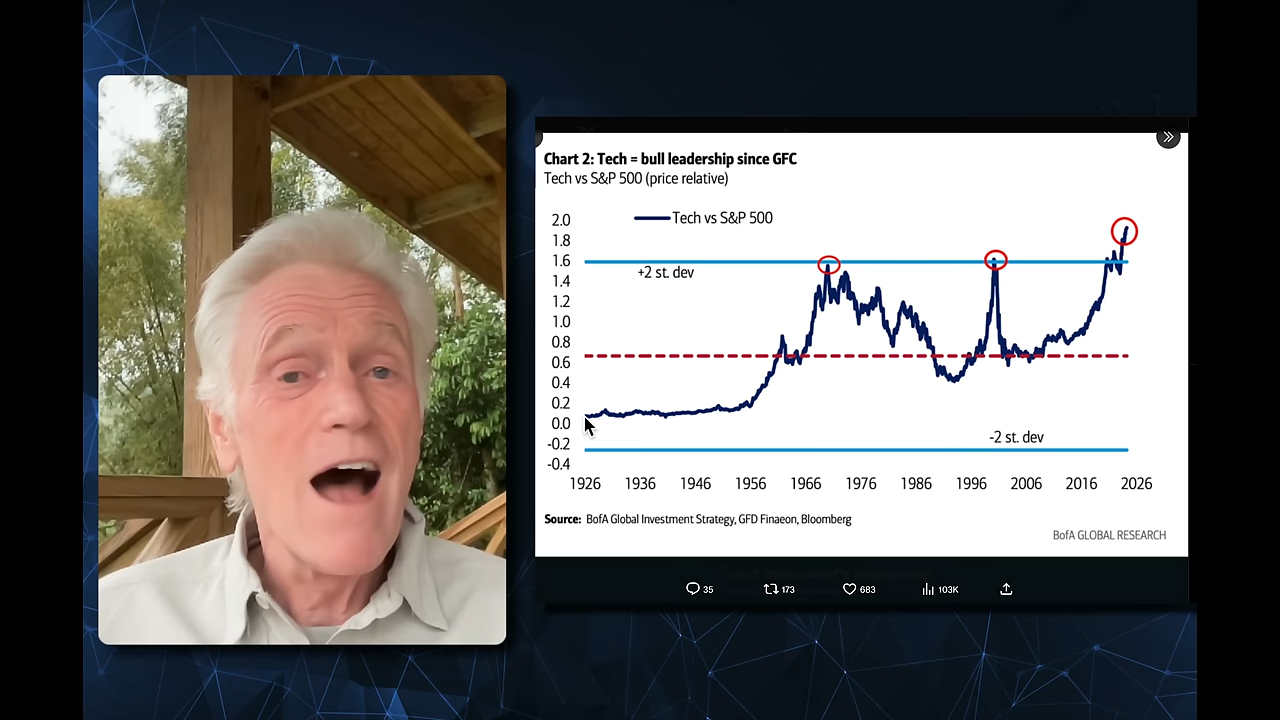 Chart 2: Tech = bull leadership since GFC
Tech vs S&P 500 (price relative)
Tech vs S&P 500
2.0
1.8
1.6
1.4
1.2
1.0
0.8
0.6
0.4
0.2
0.0
-0.2
-0.4
+2 st. dev
-2 st. dev
1926 1936 1946 1956 1966 1976 1986 1996 2006 2016 2026
Source: BofA Global Investment Strategy, GFD Finaeon, Bloomberg
BofA GLOBAL RESEARCH
35 173 683 103K